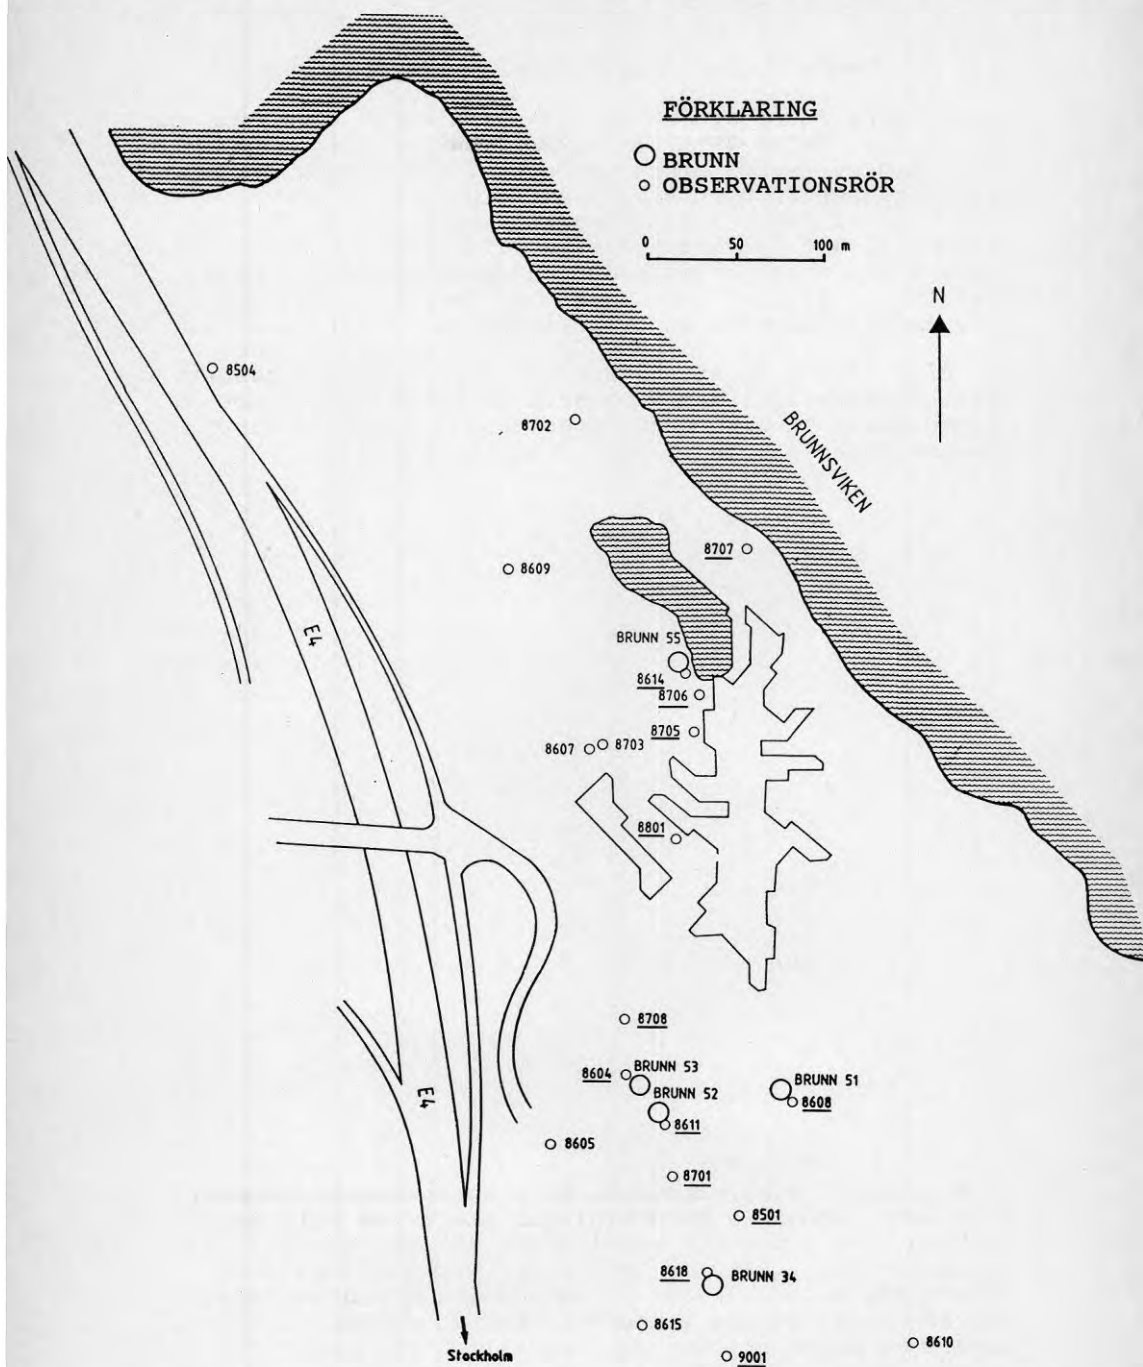 FÖRKLARING
BRUNN
OBSERVATIONSRÖR
0 50 100 m
N
8504
8702
BRUNNSVIKEN
8707
8609
E4
BRUNN 55
8614
8706
8705
8607
8703
8801
8708
8604
BRUNN 53
BRUNN 52
BRUNN 51
8608
E4
8611
8605
8701
8501
8618
BRUNN 34
8615
8610
Stockholm
9001